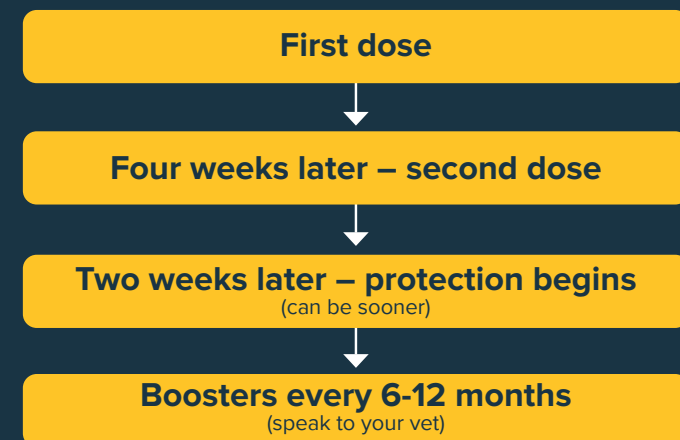 First dose
Four weeks later – second dose
Two weeks later – protection begins
(can be sooner)
Boosters every 6-12 months
(speak to your vet)